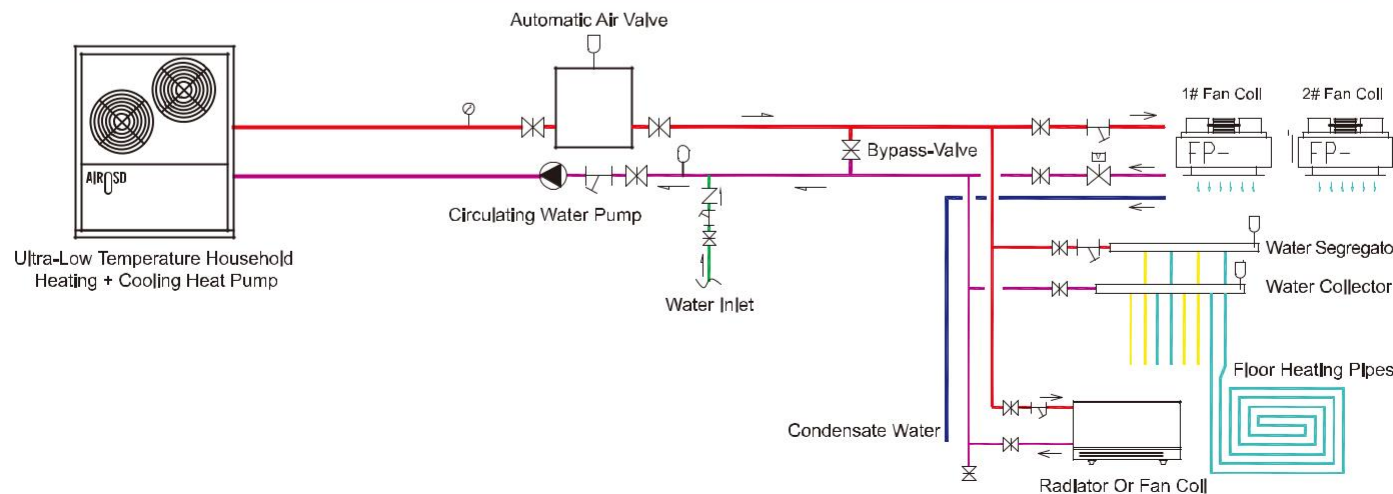 Automatic Air Valve
1# Fan Coil
2# Fan Coil
FP-
FP-
Bypass-Valve
AIROSD
Circulating Water Pump
Ultra-Low Temperature Household
Heating + Cooling Heat Pump
Water Inlet
Water Segregato
Water Collector
Floor Heating Pipes
Condensate Water
Radiator Or Fan Coil